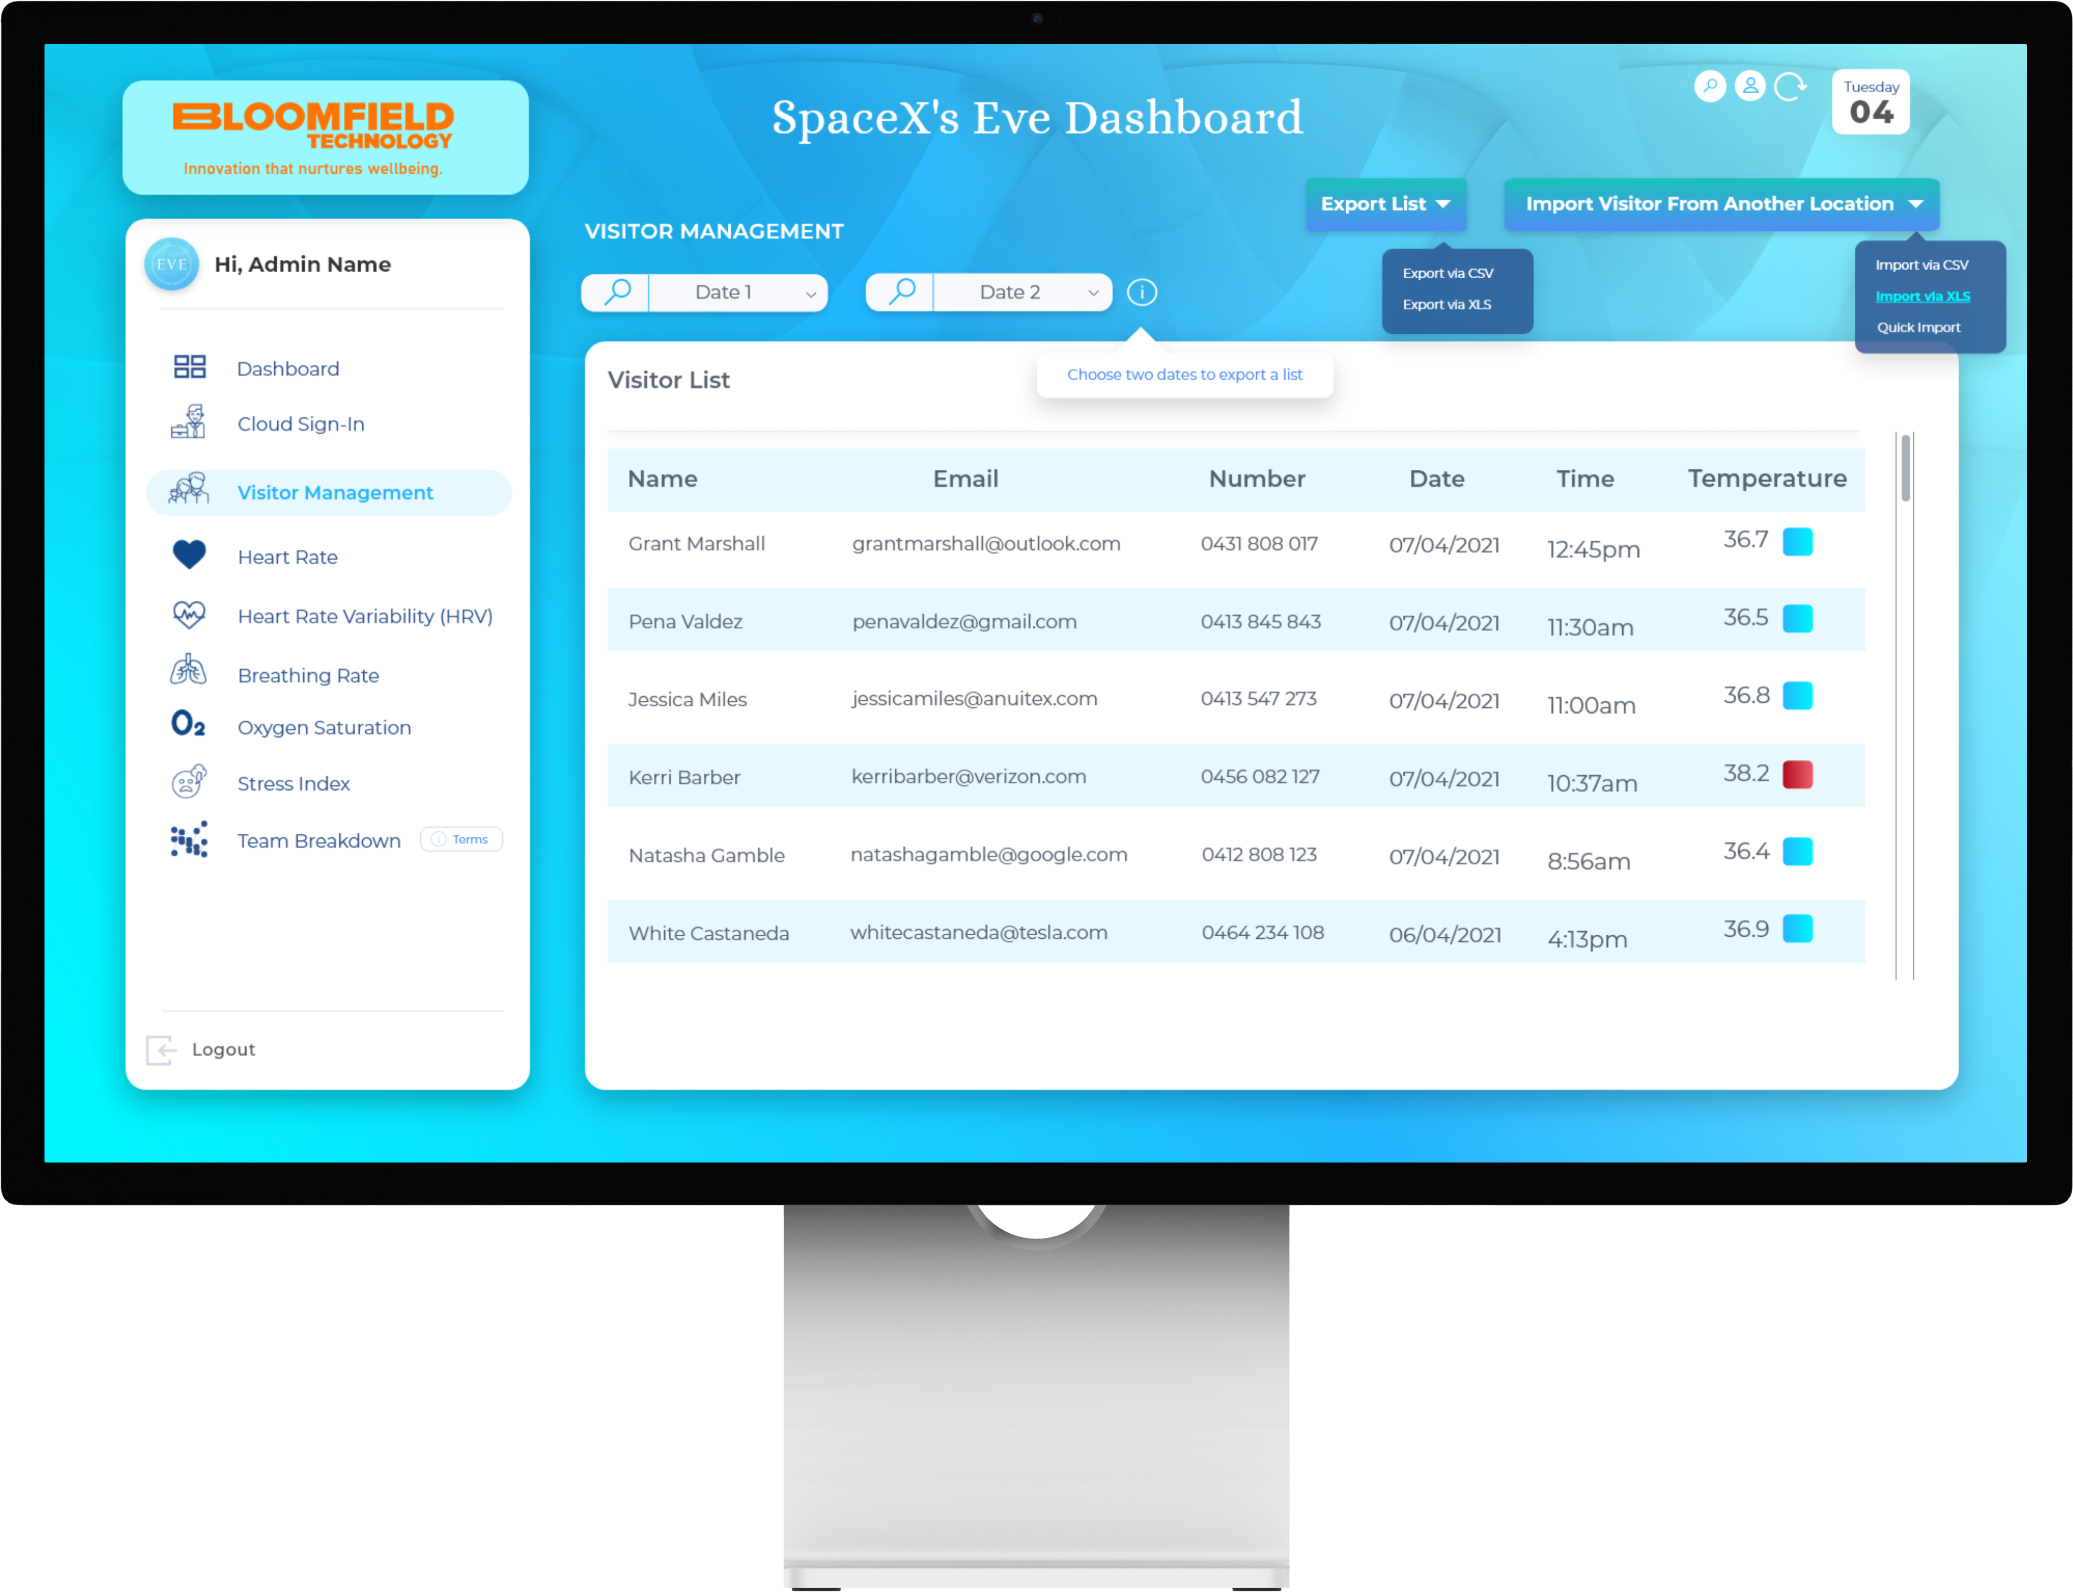 BLOOMFIELD
TECHNOLOGY
Innovation that nurtures wellbeing.
SpaceX's Eve Dashboard
Tuesday
04
EVE
Hi, Admin Name
Dashboard
Cloud Sign-In
Visitor Management
Heart Rate
Heart Rate Variability (HRV)
Breathing Rate
O2 Oxygen Saturation
Stress Index
Team Breakdown i Terms
Logout
VISITOR MANAGEMENT
Export List
Import Visitor From Another Location
Export via CSV
Export via XLS
Import via CSV
Import via XLS
Quick Import
Date 1 Date 2 i
Choose two dates to export a list
Visitor List
Name Email Number Date Time Temperature
Grant Marshall grantmarshall@outlook.com 0431 808 017 07/04/2021 12:45pm 36.7
Pena Valdez penavaldez@gmail.com 0413 845 843 07/04/2021 11:30am 36.5
Jessica Miles jessicamiles@anuitex.com 0413 547 273 07/04/2021 11:00am 36.8
Kerri Barber kerribarber@verizon.com 0456 082 127 07/04/2021 10:37am 38.2
Natasha Gamble natashagamble@google.com 0412 808 123 07/04/2021 8:56am 36.4
White Castaneda whitecastaneda@tesla.com 0464 234 108 06/04/2021 4:13pm 36.9